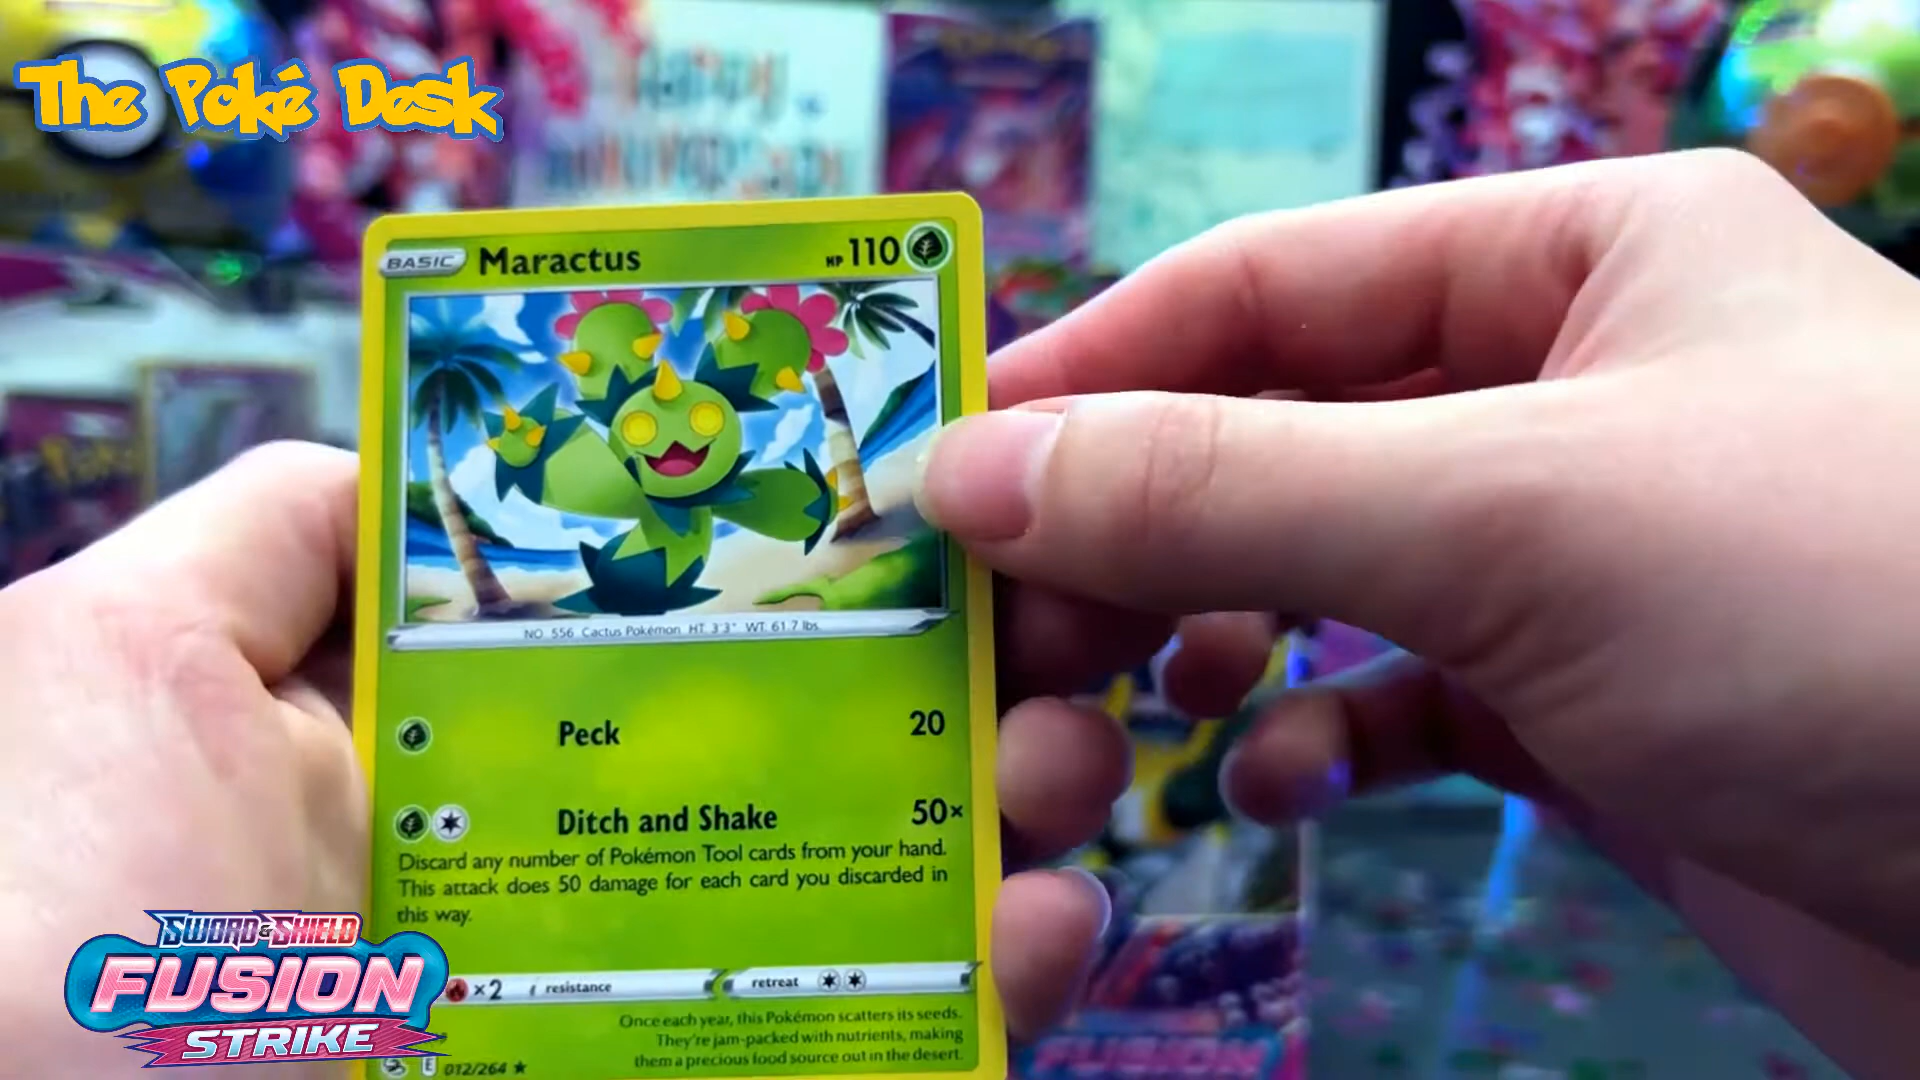 The Poké Desk
BASIC Maractus HP 110
NO. 556 Cactus Pokémon HT: 3'3" WT: 61.7 lbs.
Peck 20
Ditch and Shake 50×
Discard any number of Pokémon Tool cards from your hand.
This attack does 50 damage for each card you discarded in
this way.
×2 resistance retreat
Once each year, this Pokémon scatters its seeds.
They're jam-packed with nutrients, making
them a precious food source out in the desert.
E 012/264 ★
SWORD & SHIELD
FUSION
STRIKE
FUSION